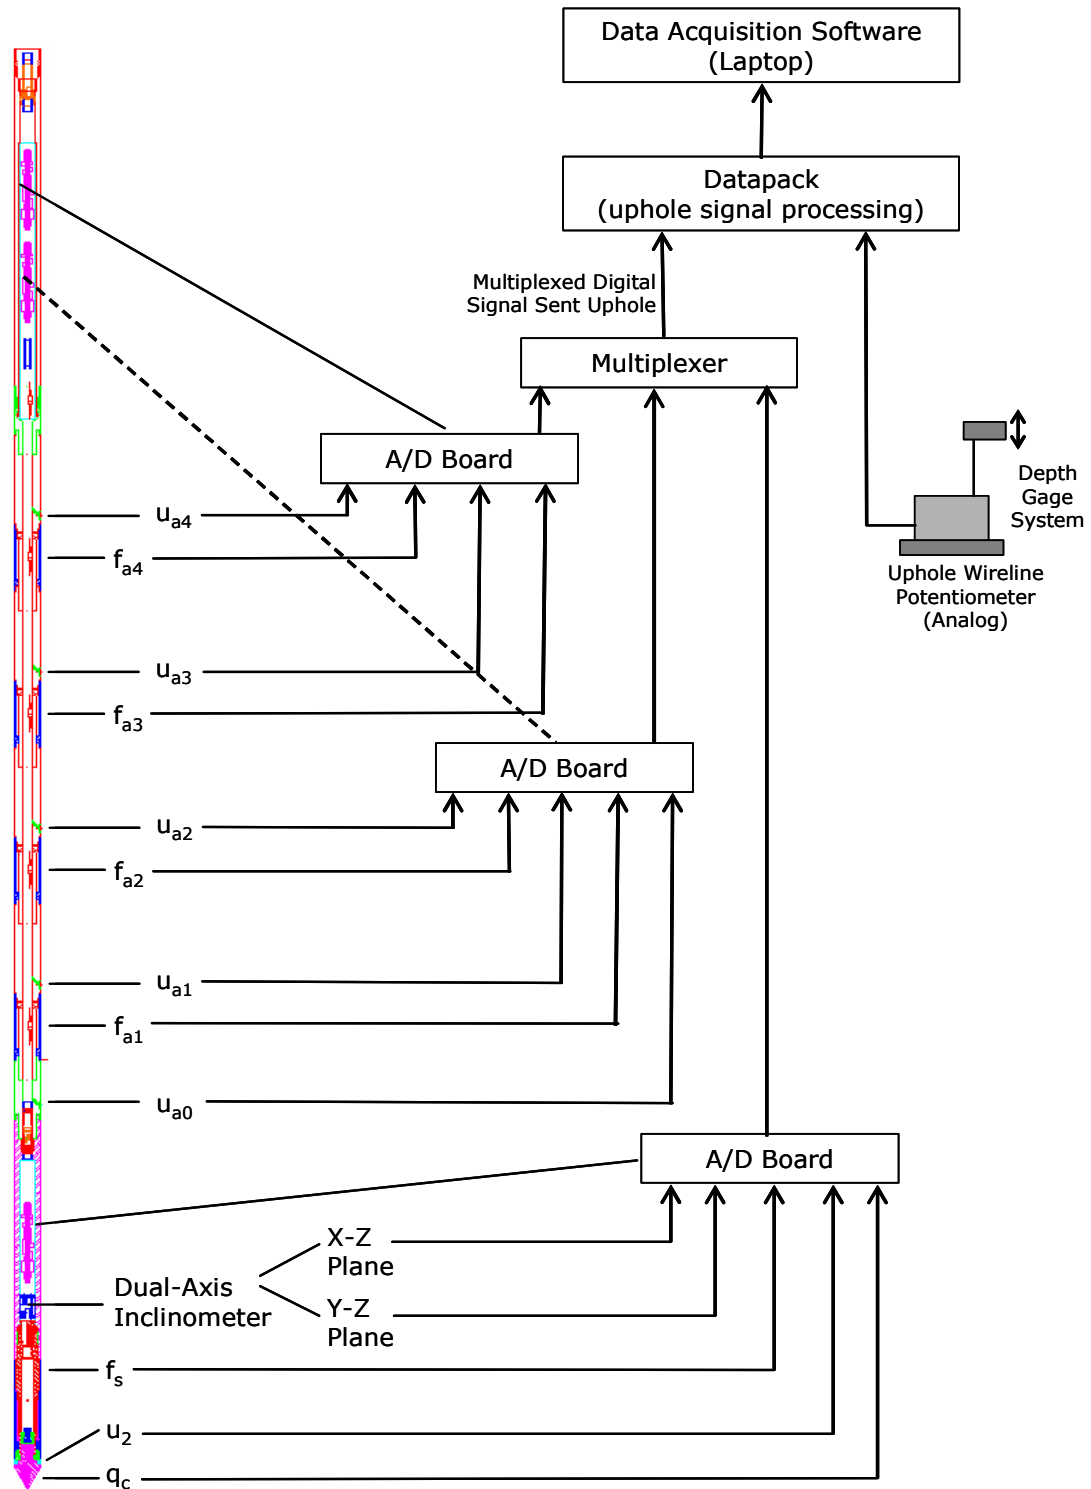 Data Acquisition Software
(Laptop)
Datapack
(uphole signal processing)
Multiplexed Digital
Signal Sent Uphole
Multiplexer
A/D Board
Depth
Gage
System
Uphole Wireline
Potentiometer
(Analog)
ua4
fa4
ua3
fa3
A/D Board
ua2
fa2
ua1
fa1
ua0
A/D Board
X-Z
Plane
Dual-Axis
Inclinometer
Y-Z
Plane
fs
u2
qc